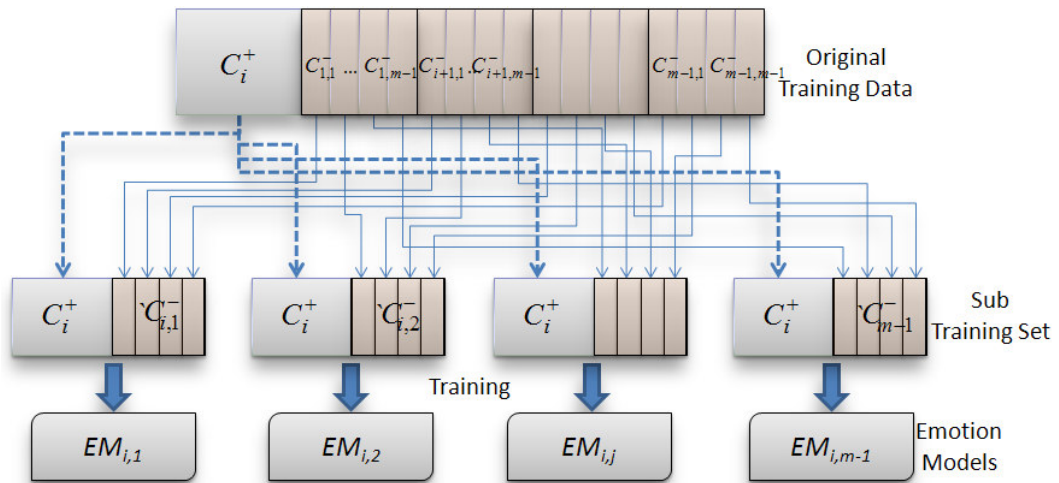 C_i^+ C_{1,1}^- ... C_{1,m-1}^- C_{i+1,1}^- ... C_{i+1,m-1}^- C_{m-1,1}^- C_{m-1,m-1}^-
Original
Training Data
C_i^+ `C_{i,1}^- C_i^+ `C_{i,2}^- C_i^+ C_i^+ `C_{m-1}^-
Sub
Training Set
Training
EM_{i,1} EM_{i,2} EM_{i,j} EM_{i,m-1}
Emotion
Models